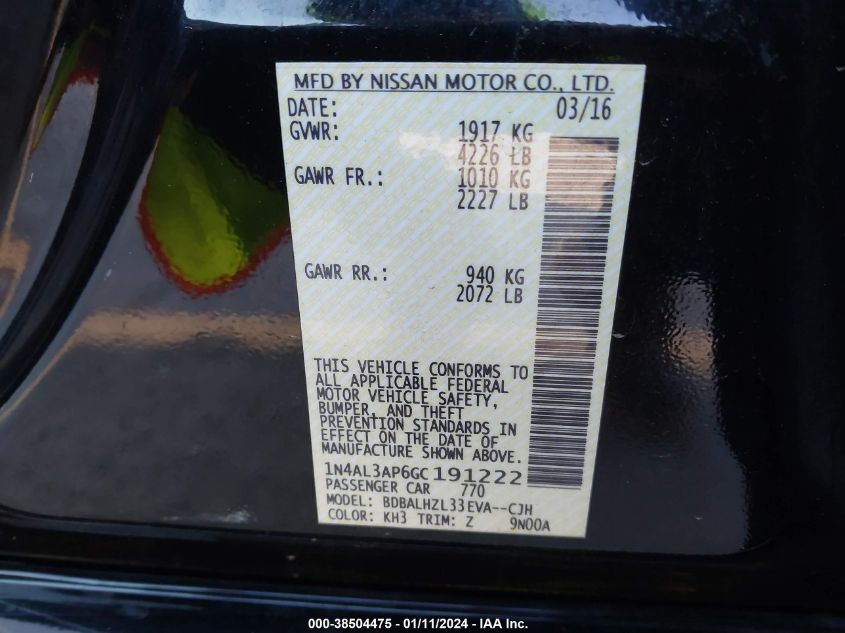 MFD BY NISSAN MOTOR CO., LTD.
DATE: 03/16
GVWR: 1917 KG
4226 LB
GAWR FR.: 1010 KG
2227 LB
GAWR RR.: 940 KG
2072 LB
THIS VEHICLE CONFORMS TO
ALL APPLICABLE FEDERAL
MOTOR VEHICLE SAFETY,
BUMPER, AND THEFT
PREVENTION STANDARDS IN
EFFECT ON THE DATE OF
MANUFACTURE SHOWN ABOVE.
1N4AL3AP6GC191222
PASSENGER CAR 770
MODEL: BDBALHZL33EVA--CJH
COLOR: KH3 TRIM: Z 9N00A
000-38504475 - 01/11/2024 - IAA Inc.